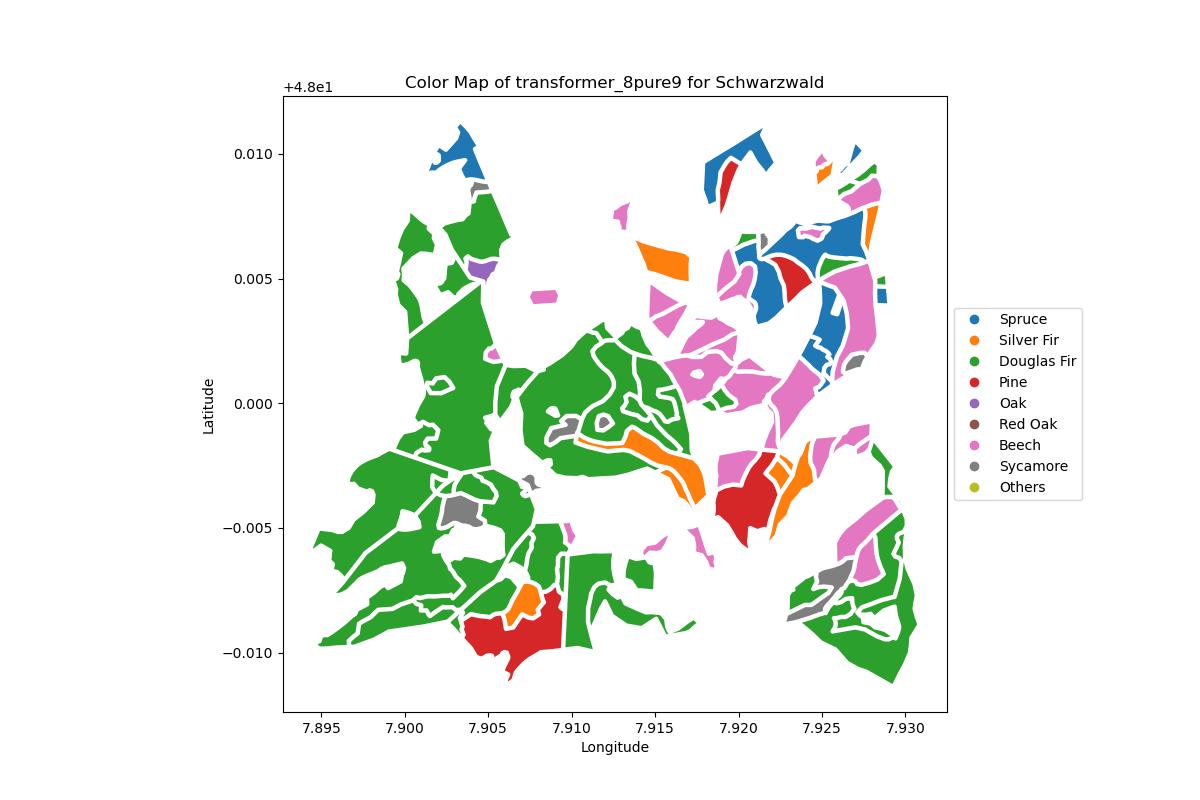 Color Map of transformer_8pure9 for Schwarzwald
+4.8e1
0.010
0.005
0.000
−0.005
−0.010
Latitude
7.895 7.900 7.905 7.910 7.915 7.920 7.925 7.930
Longitude
Spruce
Silver Fir
Douglas Fir
Pine
Oak
Red Oak
Beech
Sycamore
Others